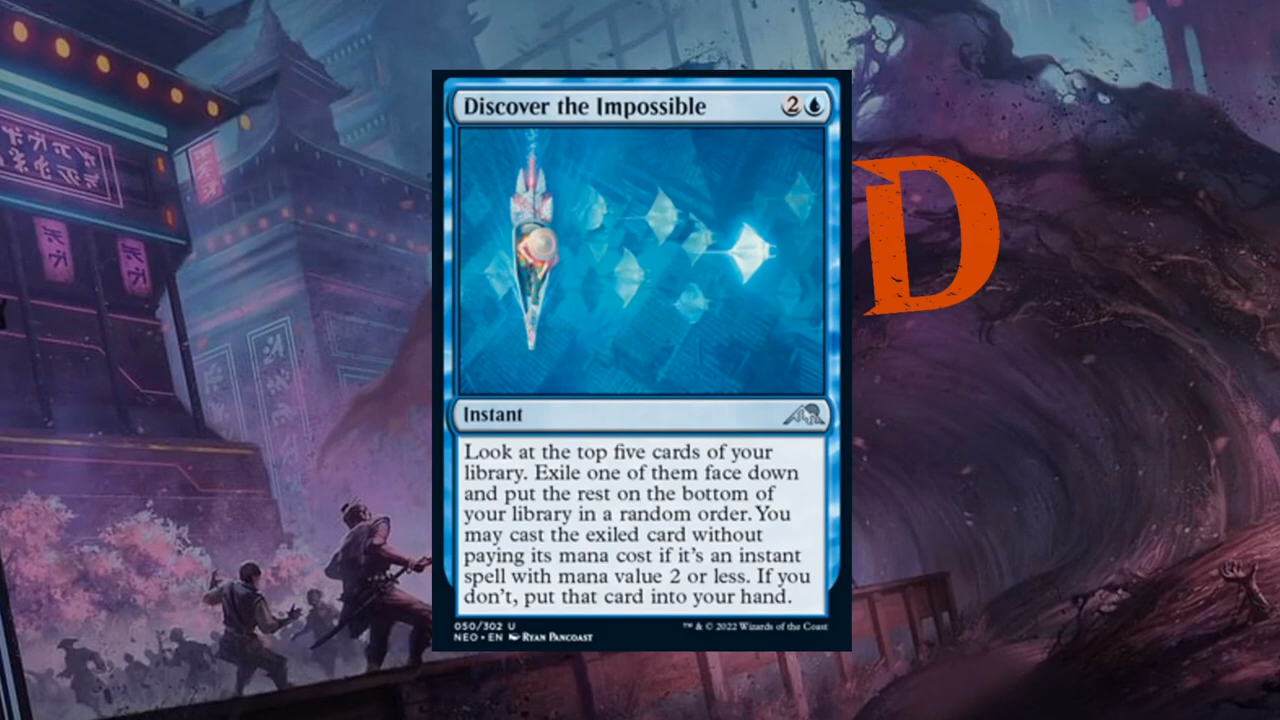 Discover the Impossible 2
D
Instant
Look at the top five cards of your
library. Exile one of them face down
and put the rest on the bottom of
your library in a random order. You
may cast the exiled card without
paying its mana cost if it's an instant
spell with mana value 2 or less. If you
don't, put that card into your hand.
050/302 U
NEO • EN Ryan Pancoast
™ & © 2022 Wizards of the Coast